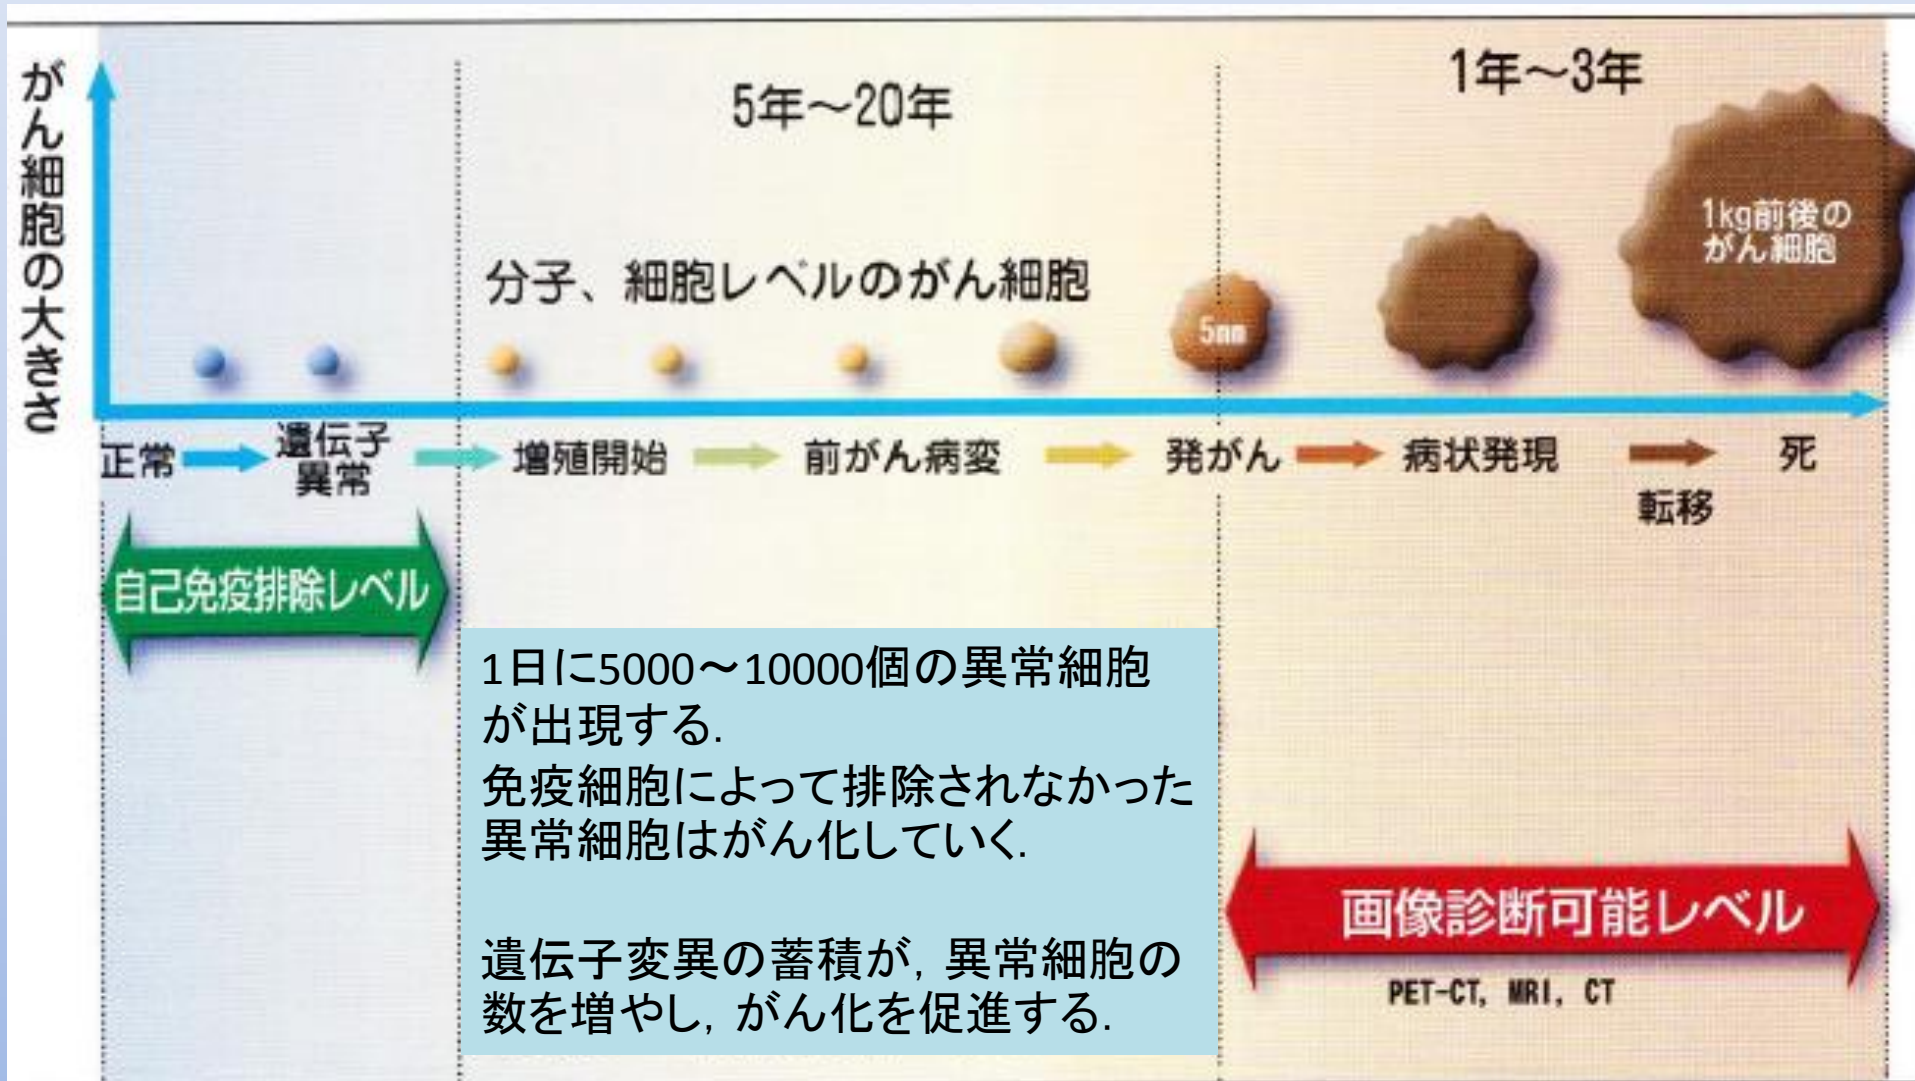 がん細胞の大きさ
5年〜20年
1年〜3年
分子、細胞レベルのがん細胞
5mm
1kg前後の
がん細胞
正常
遺伝子
異常
増殖開始
前がん病変
発がん
病状発現
転移
死
自己免疫排除レベル
1日に5000〜10000個の異常細胞
が出現する.
免疫細胞によって排除されなかった
異常細胞はがん化していく.
遺伝子変異の蓄積が, 異常細胞の
数を増やし, がん化を促進する.
画像診断可能レベル
PET-CT, MRI, CT